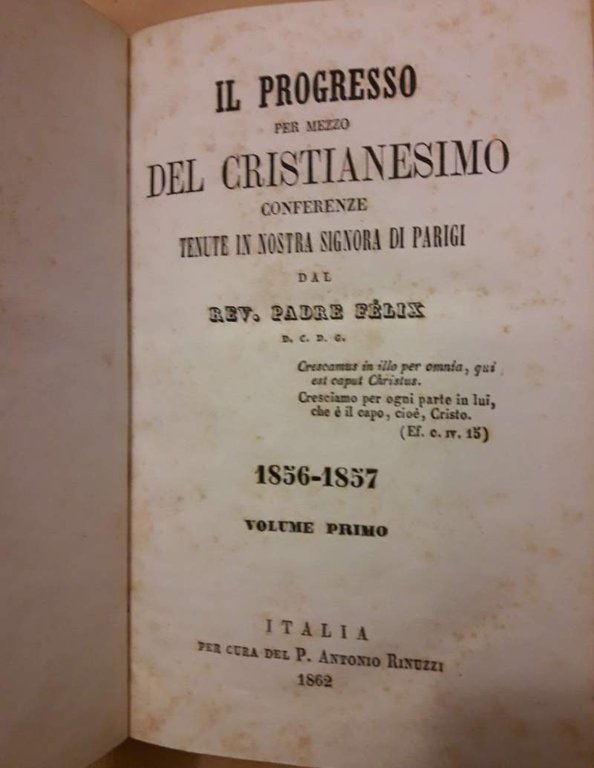 IL PROGRESSO
PER MEZZO
DEL CRISTIANESIMO
CONFERENZE
TENUTE IN NOSTRA SIGNORA DI PARIGI
DAL
REV. PADRE FÉLIX
D. C. D. G.
Crescamus in illo per omnia, qui
est caput Christus.
Cresciamo per ogni parte in lui,
che è il capo, cioè, Cristo.
(Ef. c. IV. 15)
1856-1857
VOLUME PRIMO
ITALIA
PER CURA DEL P. ANTONIO RINUZZI
1862